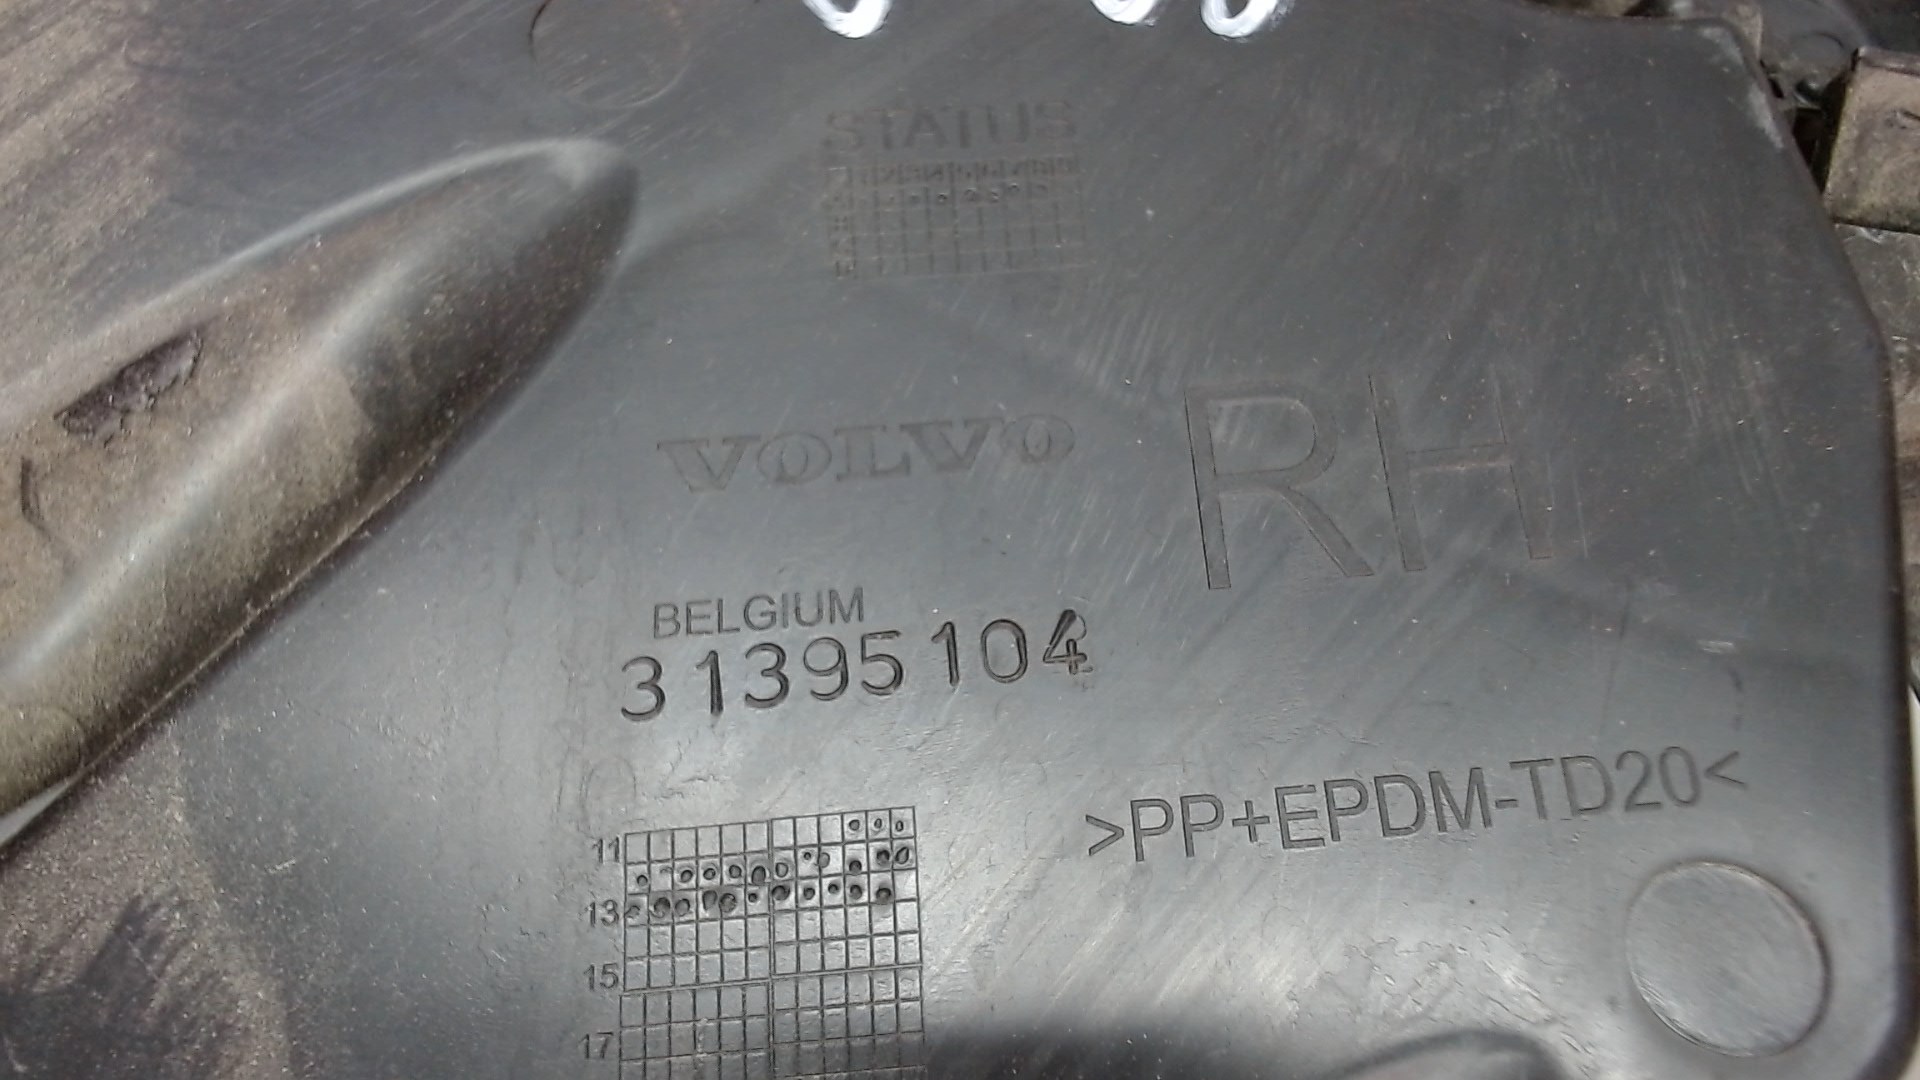 STATUS
VOLVO
RH
BELGIUM
31395104
>PP+EPDM-TD20<
11
13
15
17